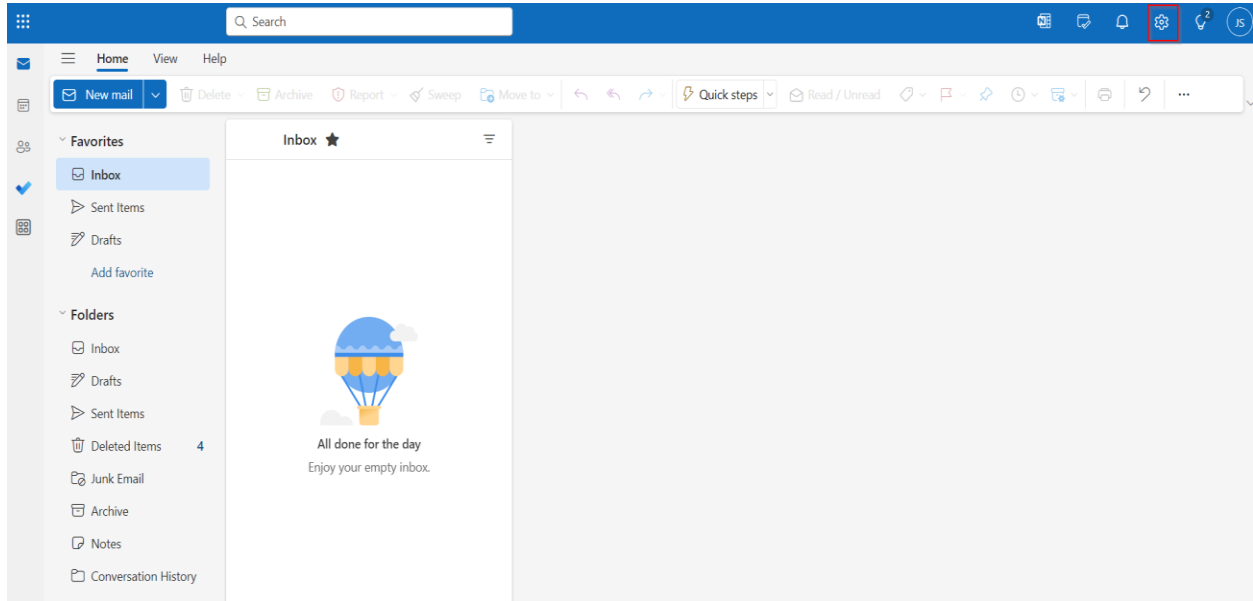 Search
2
JS
Home View Help
New mail Delete Archive Report Sweep Move to Quick steps Read / Unread ...
Favorites
Inbox
Sent Items
Drafts
Add favorite
Folders
Inbox
Drafts
Sent Items
Deleted Items 4
Junk Email
Archive
Notes
Conversation History
Inbox
All done for the day
Enjoy your empty inbox.